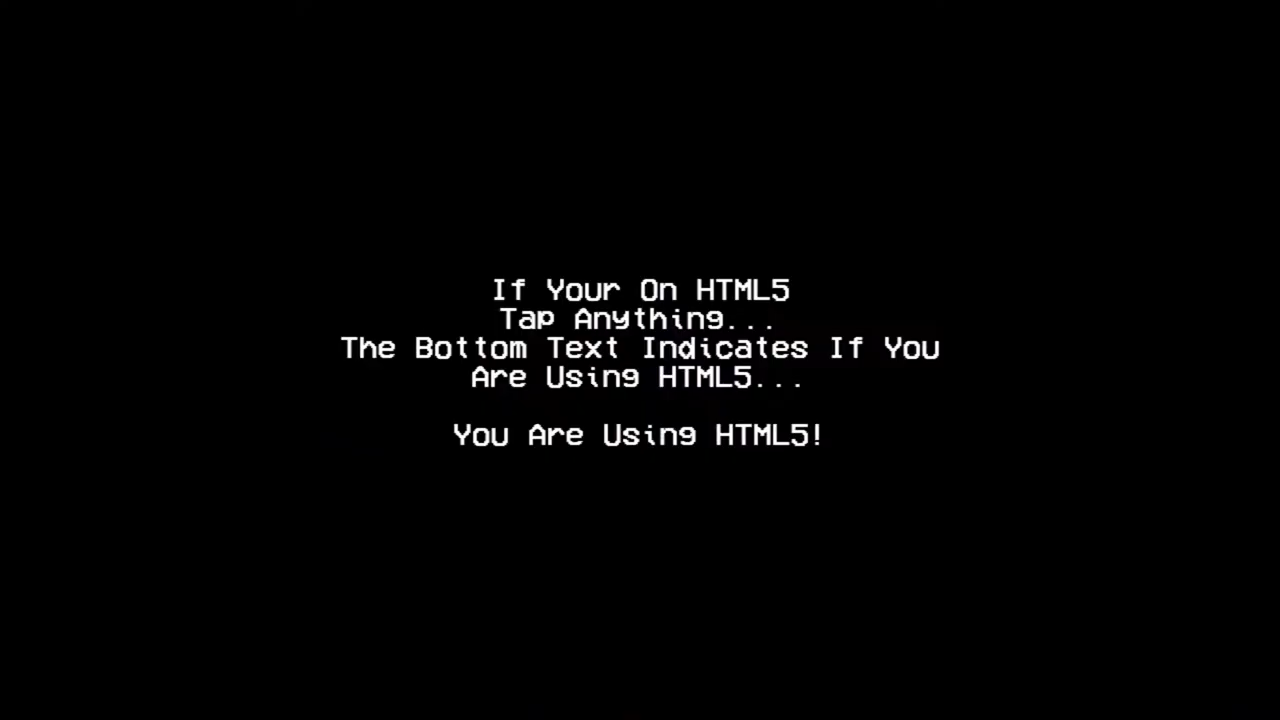 If Your On HTML5
Tap Anything...
The Bottom Text Indicates If You
Are Using HTML5...
You Are Using HTML5!